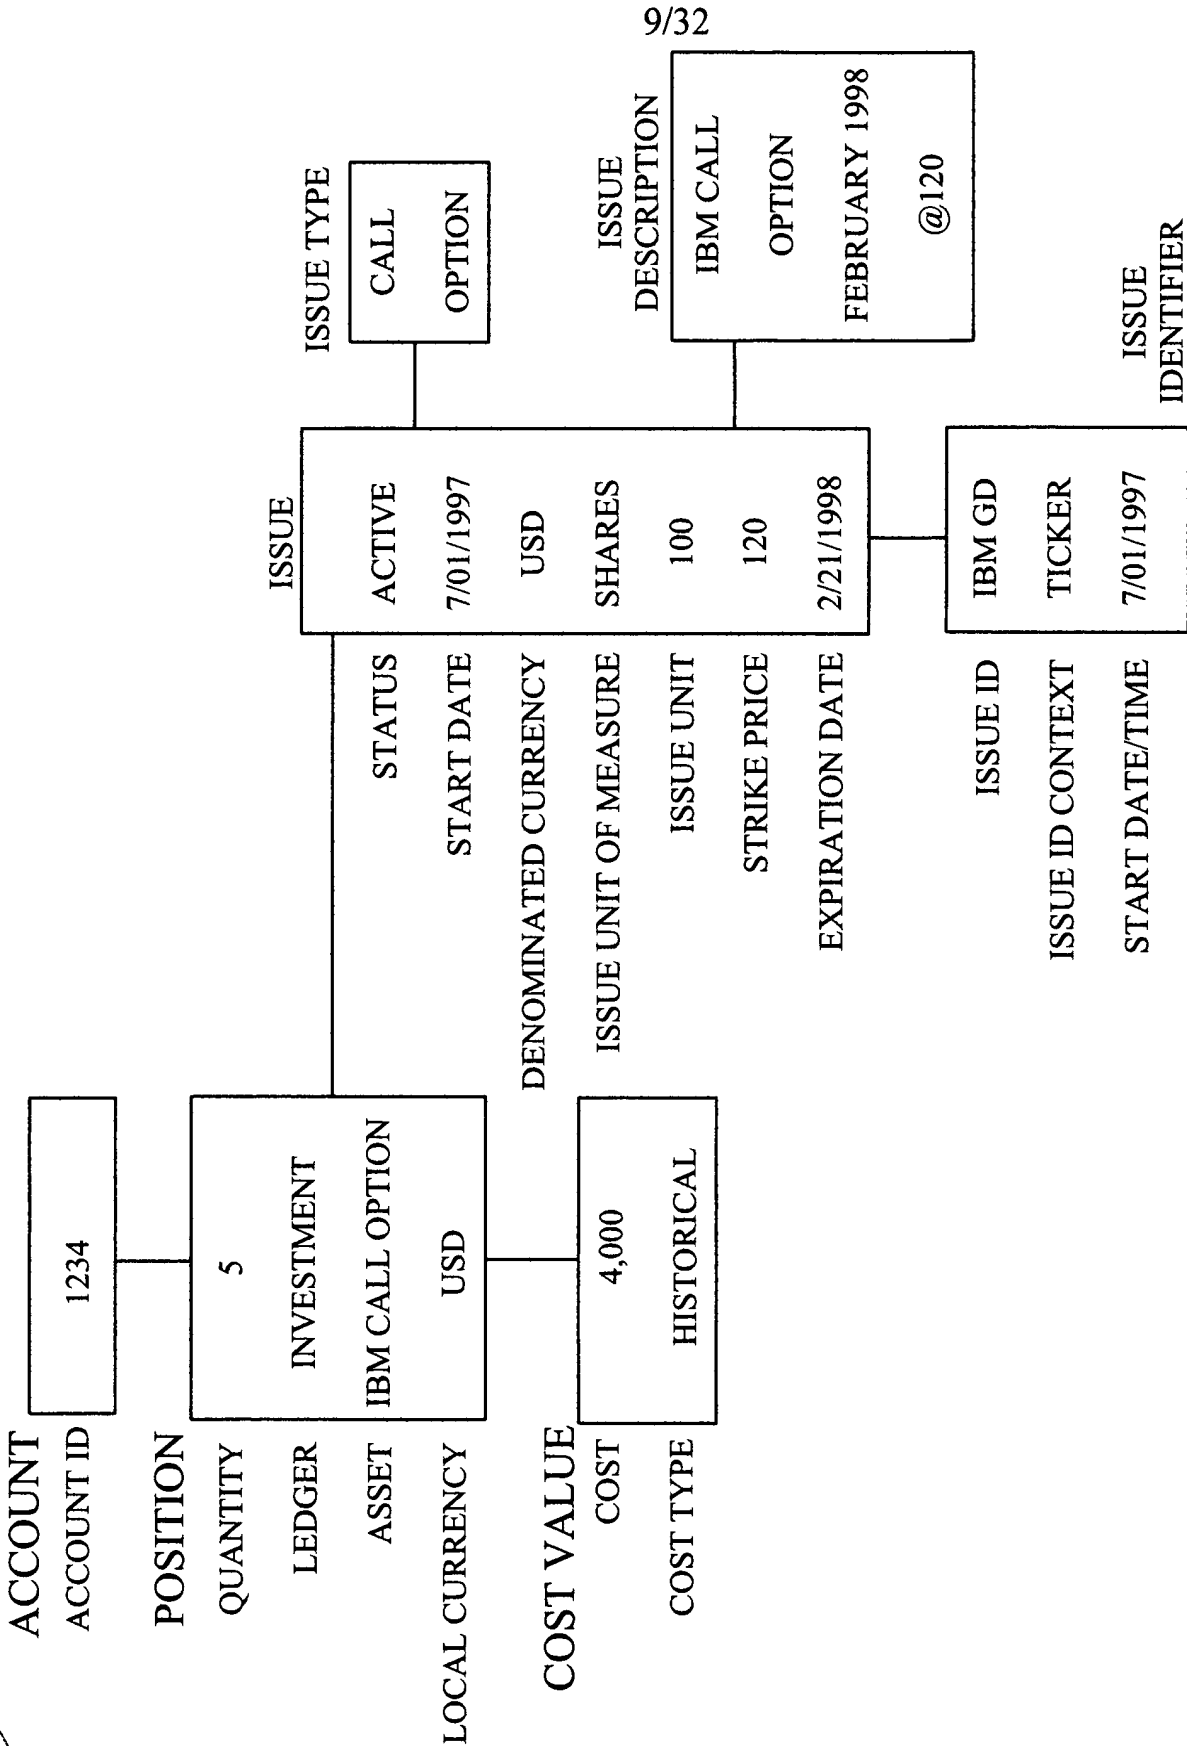 9/32
ACCOUNT
ACCOUNT ID
1234
POSITION
QUANTITY
5
LEDGER
INVESTMENT
ASSET
IBM CALL OPTION
LOCAL CURRENCY
USD
COST VALUE
COST
4,000
COST TYPE
HISTORICAL
ISSUE
STATUS
ACTIVE
START DATE
7/01/1997
DENOMINATED CURRENCY
USD
ISSUE UNIT OF MEASURE
SHARES
ISSUE UNIT
100
STRIKE PRICE
120
EXPIRATION DATE
2/21/1998
ISSUE TYPE
CALL
OPTION
ISSUE
DESCRIPTION
IBM CALL
OPTION
FEBRUARY 1998
@120
ISSUE ID
IBM GD
ISSUE ID CONTEXT
TICKER
START DATE/TIME
7/01/1997
ISSUE
IDENTIFIER